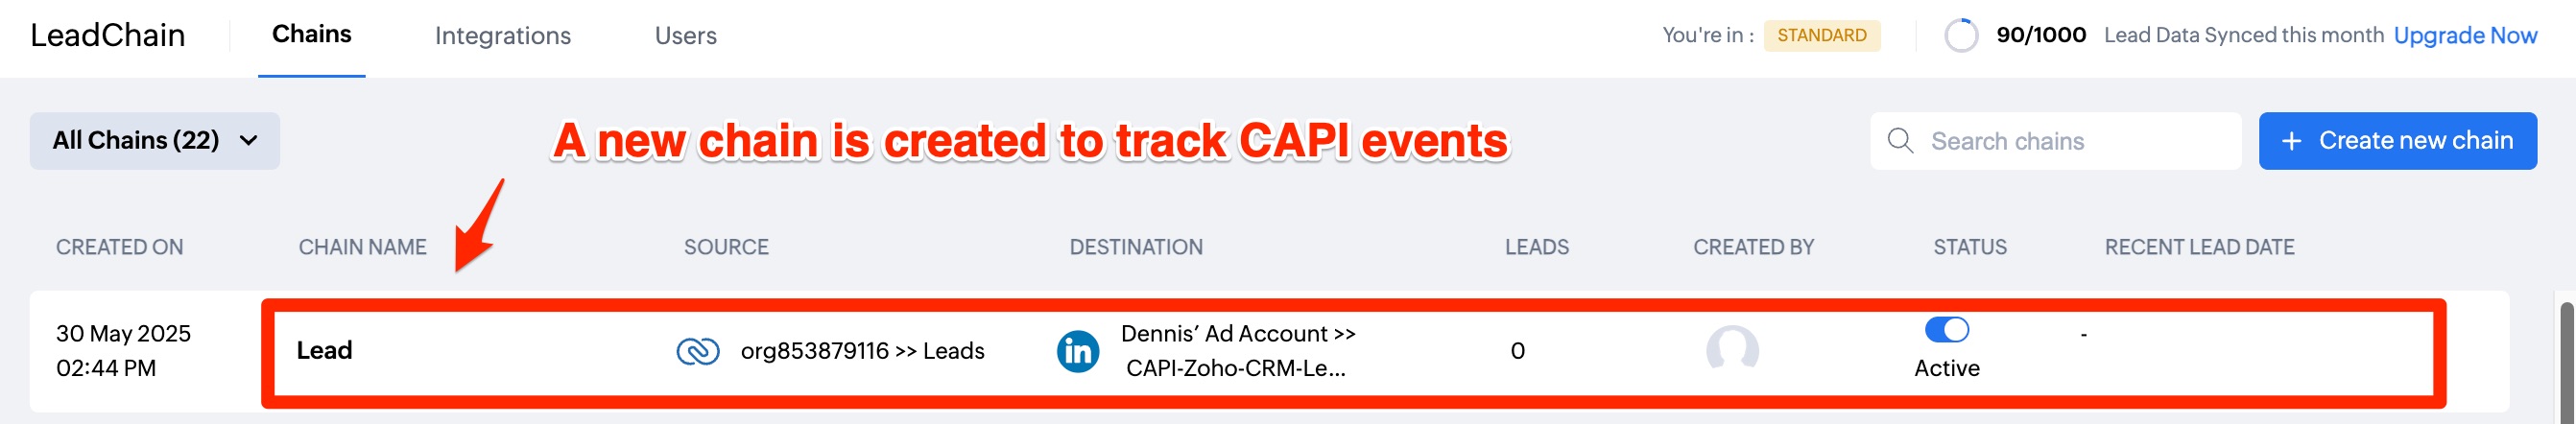 LeadChain
Chains
Integrations
Users
You're in :
STANDARD
90/1000
Lead Data Synced this month
Upgrade Now
All Chains (22)
A new chain is created to track CAPI events
Search chains
+ Create new chain
CREATED ON
CHAIN NAME
SOURCE
DESTINATION
LEADS
CREATED BY
STATUS
RECENT LEAD DATE
30 May 2025
02:44 PM
Lead
org853879116 >> Leads
in
Dennis’ Ad Account >>
CAPI-Zoho-CRM-Le...
0
Active
-